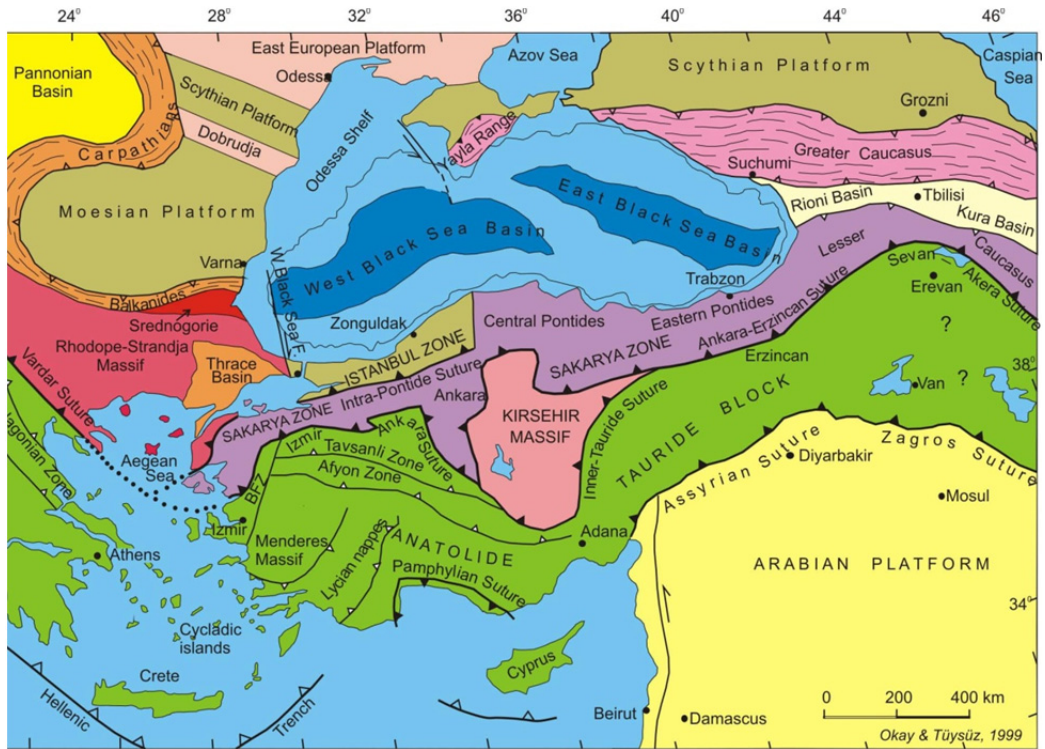 24° 28° 32° 36° 40° 44° 46°
East European Platform
Odessa
Azov Sea
Scythian Platform
Caspian
Sea
Pannonian
Basin
Scythian Platform
Dobrudja
Carpathians
Odessa Shelf
Yayla Range
Grozni
Greater Caucasus
Suchumi
Rioni Basin
Tbilisi
Kura Basin
Moesian Platform
East Black Sea Basin
West Black Sea Basin
Lesser
Caucasus
Varna
W.Black Sea F.
Trabzon
Sevan
Akera Suture
Erevan
Balkanides
Srednogorie
Zonguldak
Central Pontides
Eastern Pontides
Rhodope-Strandja
Massif
Thrace
Basin
ISTANBUL ZONE
SAKARYA ZONE
Ankara-Erzincan Suture
Erzincan
?
38°
Vardar Suture
SAKARYA ZONE
Intra-Pontide Suture
Ankara
KIRSEHIR
MASSIF
Inner-Tauride Suture
TAURIDE BLOCK
Van
?
lagonian Zone
Aegean
Sea
Izmir
Ankara Suture
Tavsanli Zone
Afyon Zone
BFZ
Assyrian Suture
Diyarbakir
Zagros Suture
Mosul
Izmir
Menderes
Massif
Lycian nappes
ANATOLIDE
Adana
Pamphylian Suture
Athens
ARABIAN PLATFORM
34°
Cycladic
islands
Crete
Cyprus
Hellenic
Trench
Beirut
Damascus
0 200 400 km
Okay & Tüysüz, 1999